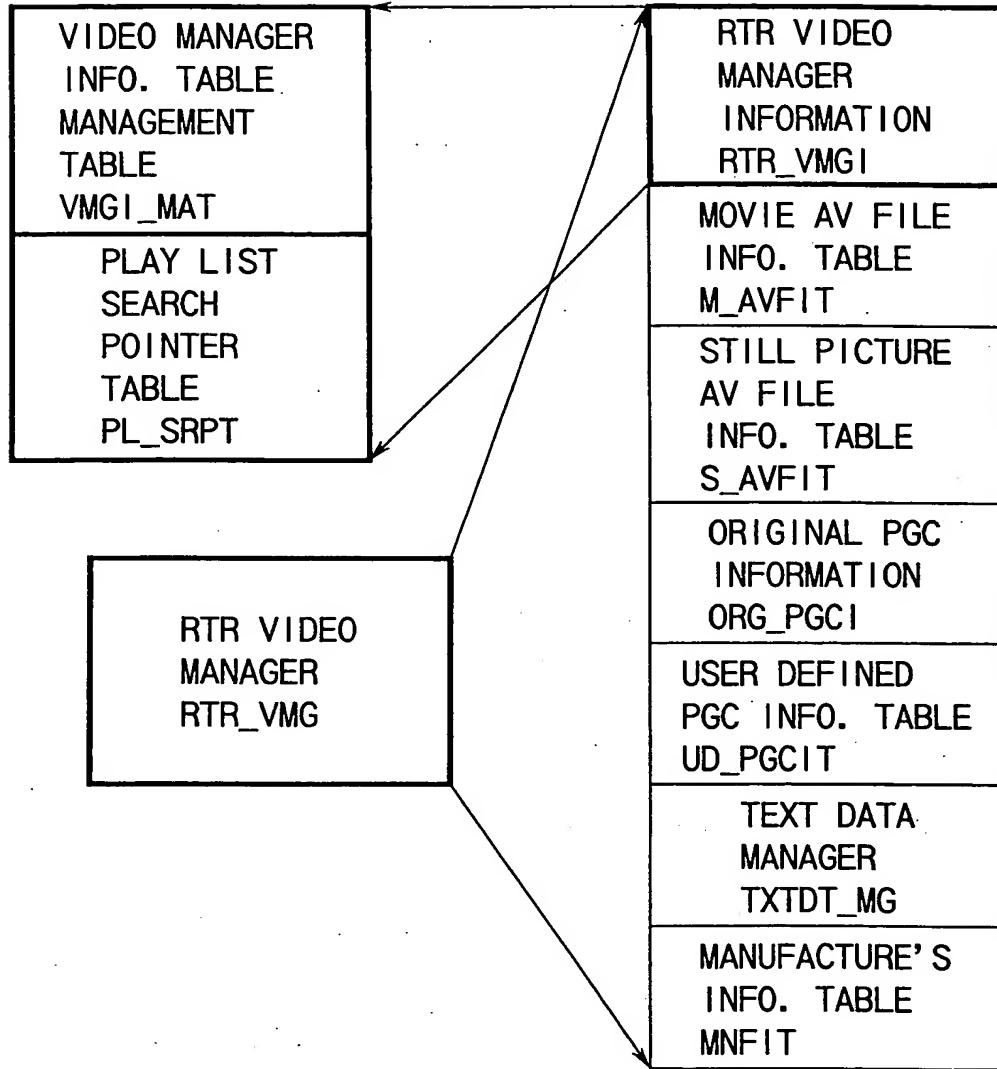 VIDEO MANAGER
INFO. TABLE
MANAGEMENT
TABLE
VMGI_MAT
PLAY LIST
SEARCH
POINTER
TABLE
PL_SRPT
RTR VIDEO
MANAGER
RTR_VMG
RTR VIDEO
MANAGER
INFORMATION
RTR_VMGI
MOVIE AV FILE
INFO. TABLE
M_AVFIT
STILL PICTURE
AV FILE
INFO. TABLE
S_AVFIT
ORIGINAL PGC
INFORMATION
ORG_PGCI
USER DEFINED
PGC INFO. TABLE
UD_PGCIT
TEXT DATA
MANAGER
TXTDT_MG
MANUFACTURE'S
INFO. TABLE
MNFIT